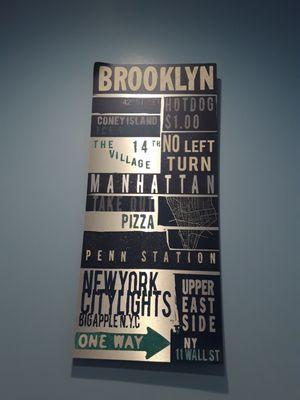 BROOKLYN
HOTDOG
$1.00
CONEY ISLAND
THE 14TH
VILLAGE
NO LEFT
TURN
MANHATTAN
TAKE OUT
PIZZA
PENN STATION
NEWYORK
CITYLIGHTS
BIGAPPLE N.Y.C
ONE WAY
UPPER
EAST
SIDE
NY
11 WALL ST